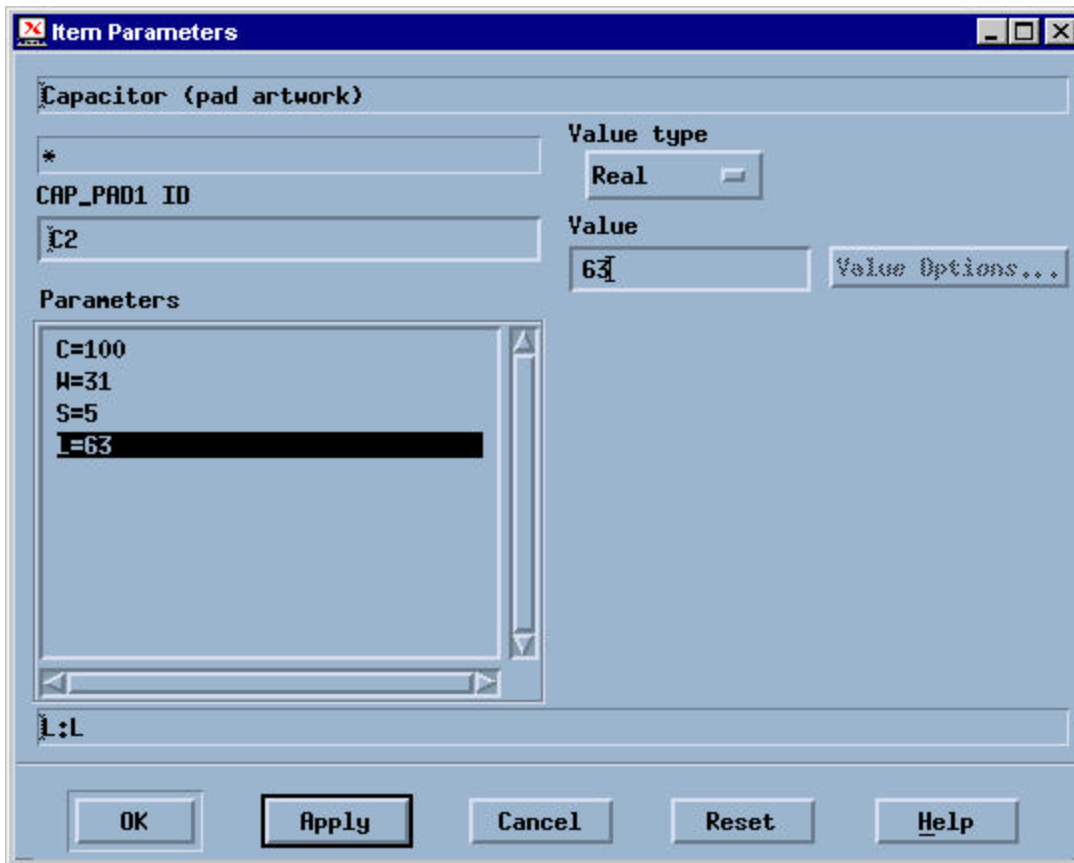 Item Parameters
Capacitor (pad artwork)
*
CAP_PAD1 ID
C2
Parameters
C=100
W=31
S=5
L=63
Value type
Real
Value
63
Value Options...
L:L
OK
Apply
Cancel
Reset
Help